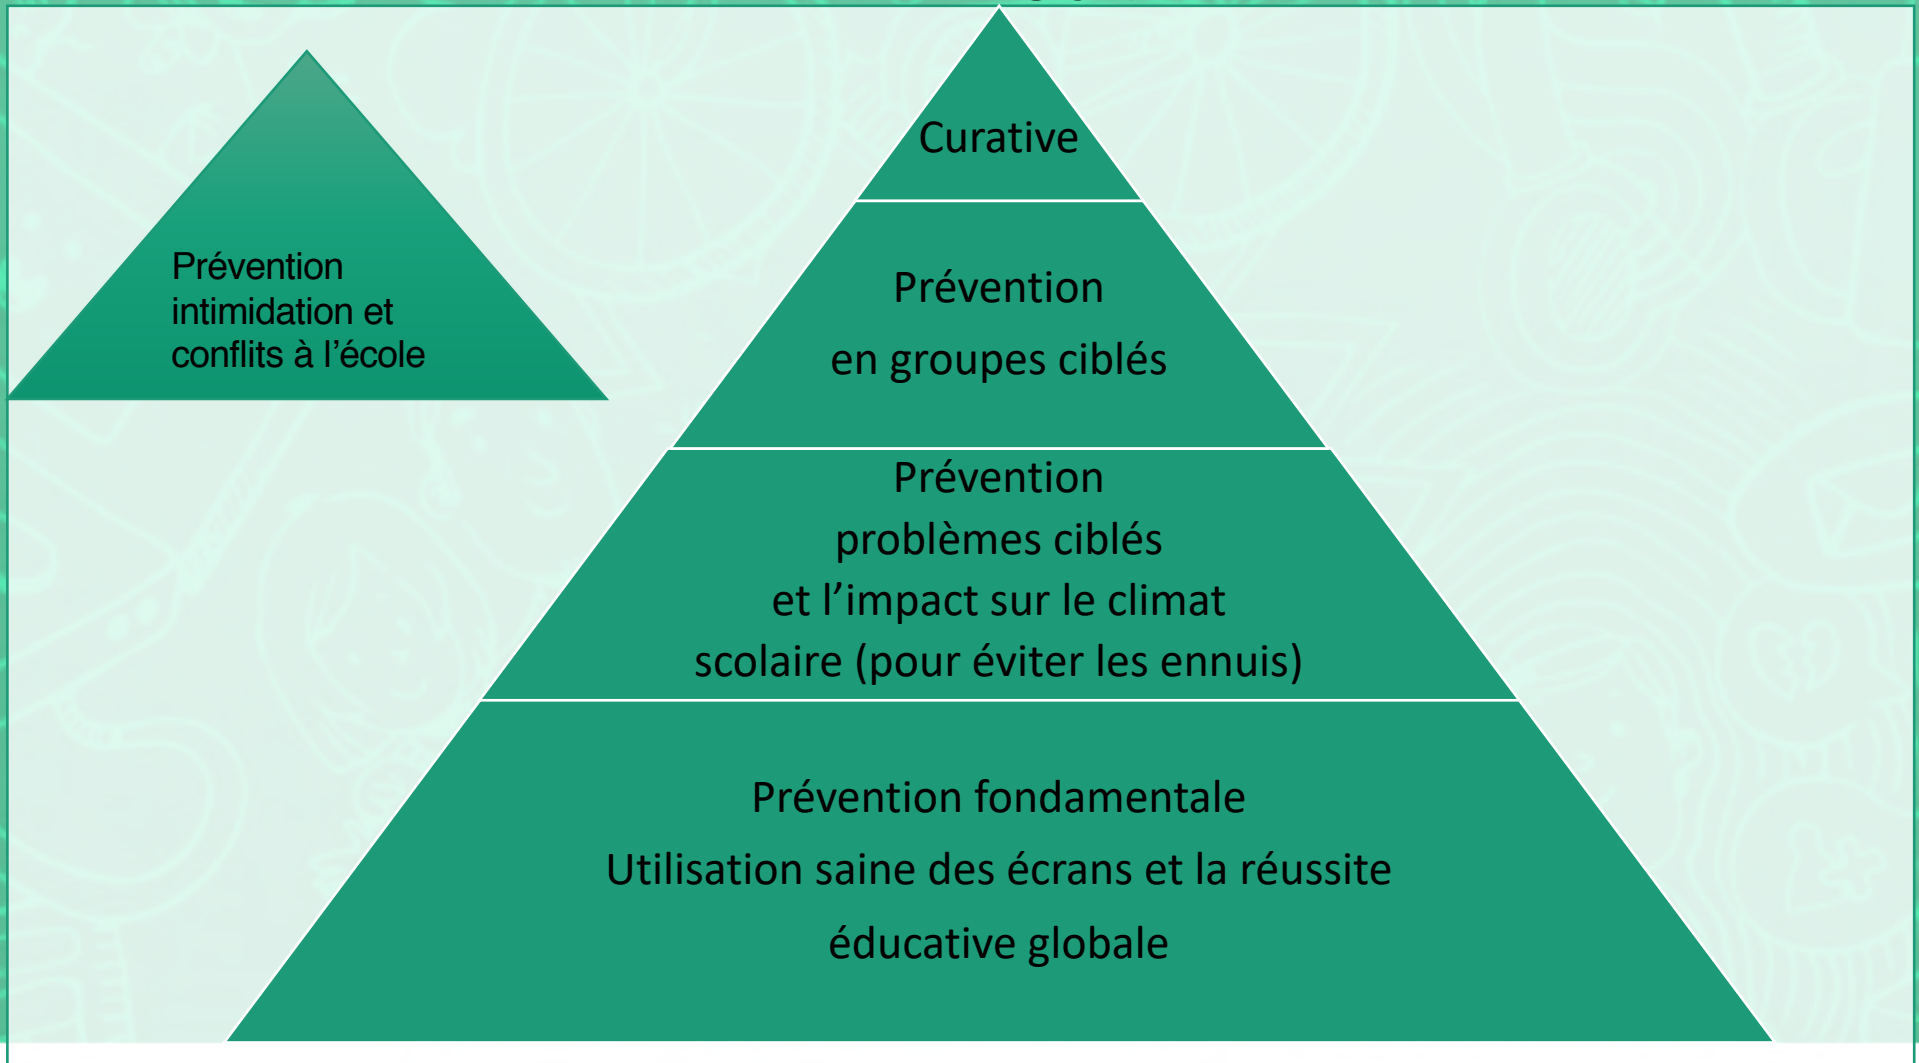 Prévention
intimidation et
conflits à l’école
Curative
Prévention
en groupes ciblés
Prévention
problèmes ciblés
et l’impact sur le climat
scolaire (pour éviter les ennuis)
Prévention fondamentale
Utilisation saine des écrans et la réussite
éducative globale